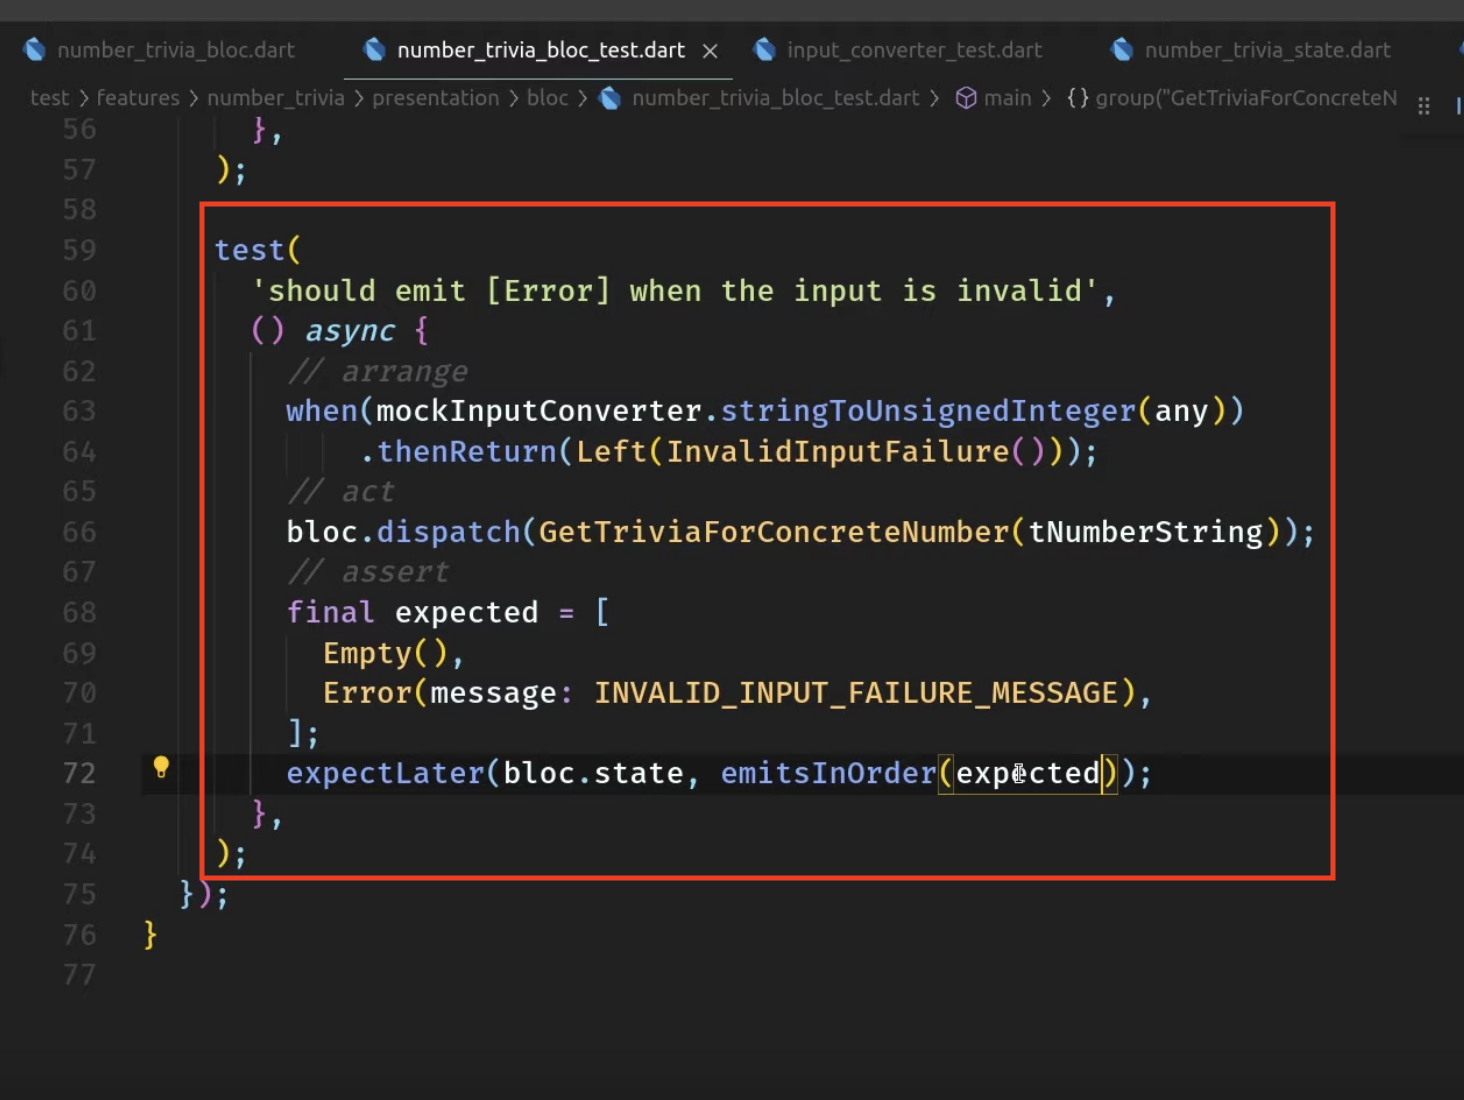 number_trivia_bloc.dart number_trivia_bloc_test.dart input_converter_test.dart number_trivia_state.dart
test > features > number_trivia > presentation > bloc > number_trivia_bloc_test.dart > main > {} group("GetTriviaForConcreteN
56 },
57 );
58
59 test(
60 'should emit [Error] when the input is invalid',
61 () async {
62 // arrange
63 when(mockInputConverter.stringToUnsignedInteger(any))
64 .thenReturn(Left(InvalidInputFailure()));
65 // act
66 bloc.dispatch(GetTriviaForConcreteNumber(tNumberString));
67 // assert
68 final expected = [
69 Empty(),
70 Error(message: INVALID_INPUT_FAILURE_MESSAGE),
71 ];
72 expectLater(bloc.state, emitsInOrder(expected));
73 },
74 );
75 });
76 }
77